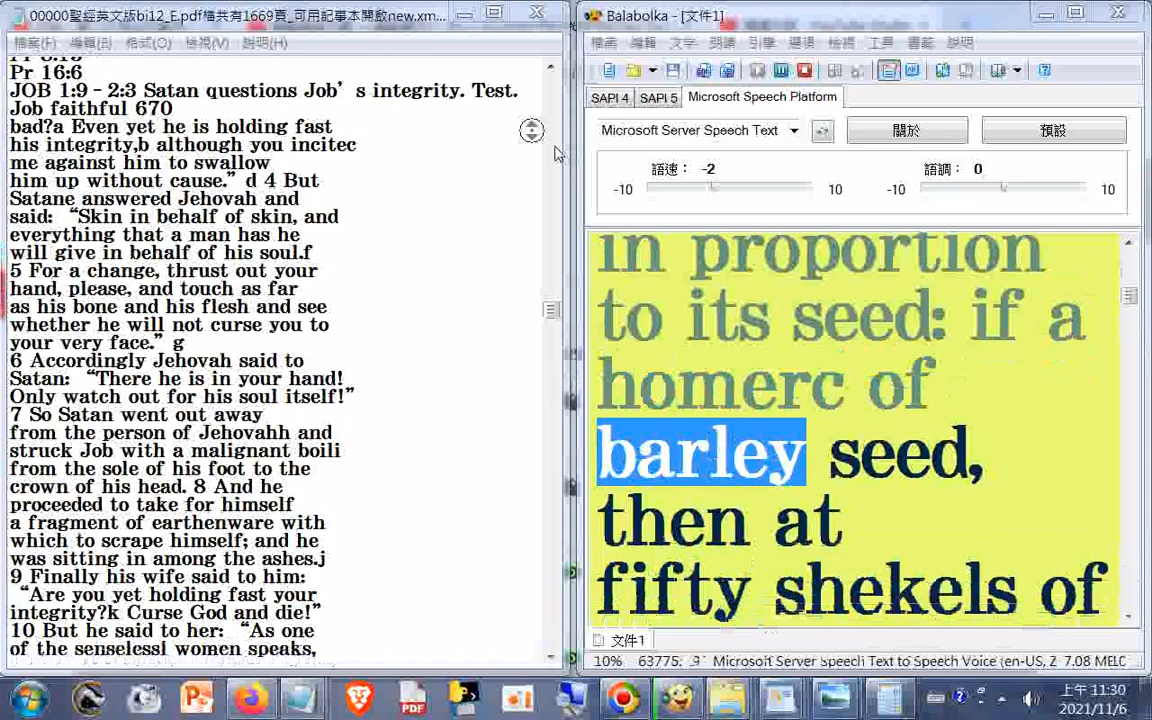 00000聖經英文版bi12_E.pdf檔共有1669頁_可用記事本開啟new.xm...
檔案(F) 編輯(E) 格式(O) 檢視(V) 說明(H)
Pr 16:6
JOB 1:9 – 2:3 Satan questions Job’s integrity. Test.
Job faithful 670
bad?a Even yet he is holding fast
his integrity,b although you incitec
me against him to swallow
him up without cause.” d 4 But
Satane answered Jehovah and
said: “Skin in behalf of skin, and
everything that a man has he
will give in behalf of his soul.f
5 For a change, thrust out your
hand, please, and touch as far
as his bone and his flesh and see
whether he will not curse you to
your very face.” g
6 Accordingly Jehovah said to
Satan: “There he is in your hand!
Only watch out for his soul itself!”
7 So Satan went out away
from the person of Jehovahh and
struck Job with a malignant boili
from the sole of his foot to the
crown of his head. 8 And he
proceeded to take for himself
a fragment of earthenware with
which to scrape himself; and he
was sitting in among the ashes.j
9 Finally his wife said to him:
“Are you yet holding fast your
integrity?k Curse God and die!”
10 But he said to her: “As one
of the senselessl women speaks,
Balabolka - [文件1]
檔案 編輯 文字 朗讀 引擎 選項 檢視 工具 書籤 說明
SAPI 4 SAPI 5 Microsoft Speech Platform
Microsoft Server Speech Text 關於 預設
語速： -2 語調： 0
-10 10 -10 10
in proportion
to its seed: if a
homerc of
barley seed,
then at
fifty shekels of
文件1
10% Microsoft Server Speech Text to Speech Voice (en-US, Z 7.08 MELC
PDF
上午 11:30
2021/11/6